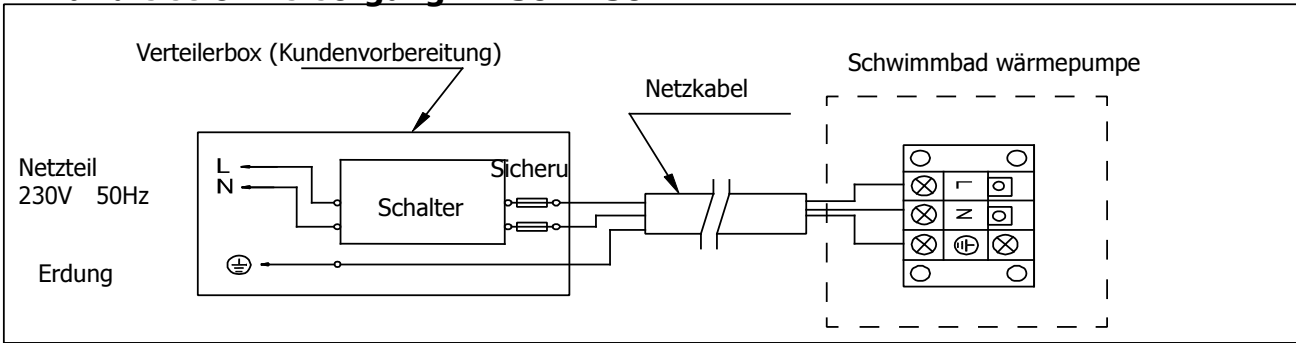 Verteilerbox (Kundenvorbereitung)
Schwimmbad wärmepumpe
Netzkabel
Netzteil
230V 50Hz
L
N
Sicheru
Schalter
Erdung
L
N